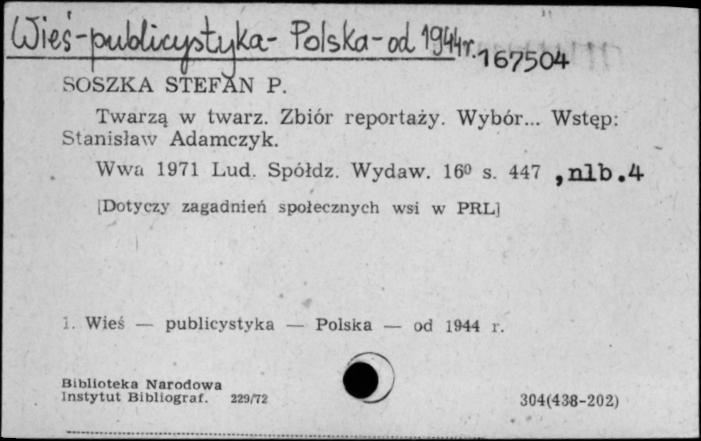 Wieś-publicystyka- Polska-od 1944r.
167504
SOSZKA STEFAN P.
Twarzą w twarz. Zbiór reportaży. Wybór... Wstęp:
Stanisław Adamczyk.
Wwa 1971 Lud. Spółdz. Wydaw. 16⁰ s. 447 ,nlb.4
[Dotyczy zagadnień społecznych wsi w PRL]
1. Wieś — publicystyka — Polska — od 1944 r.
Biblioteka Narodowa
Instytut Bibliograf. 229/72
304(438-202)